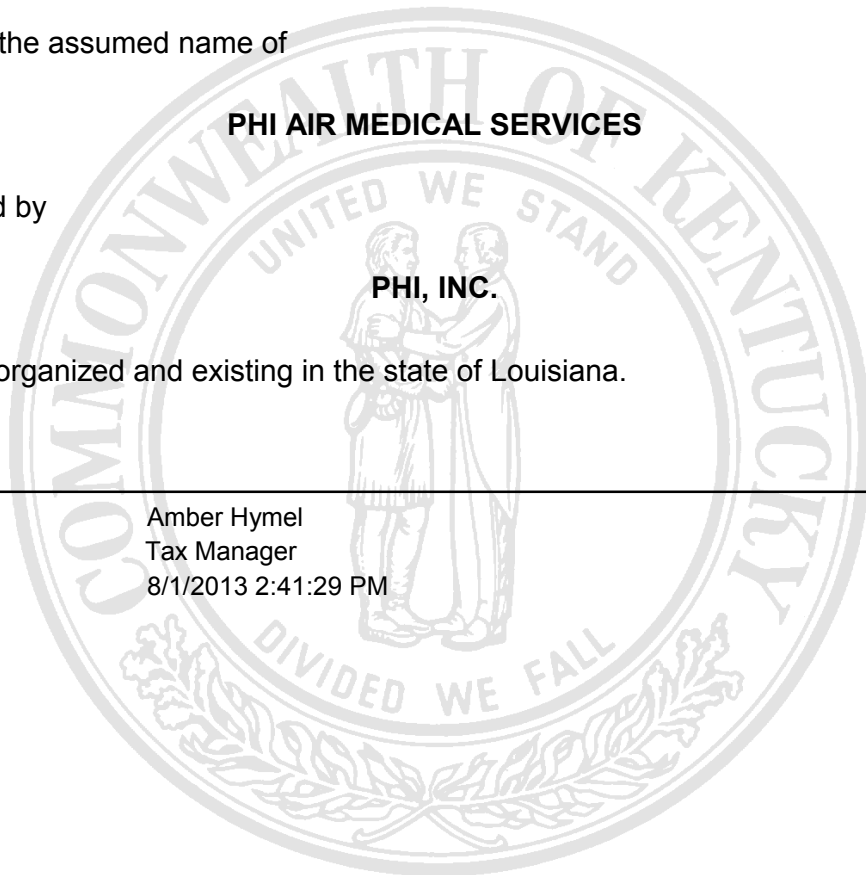 the assumed name of
PHI AIR MEDICAL SERVICES
d by
PHI, INC.
organized and existing in the state of Louisiana.
Amber Hymel
Tax Manager
8/1/2013 2:41:29 PM
COMMONWEALTH OF KENTUCKY
UNITED WE STAND
DIVIDED WE FALL